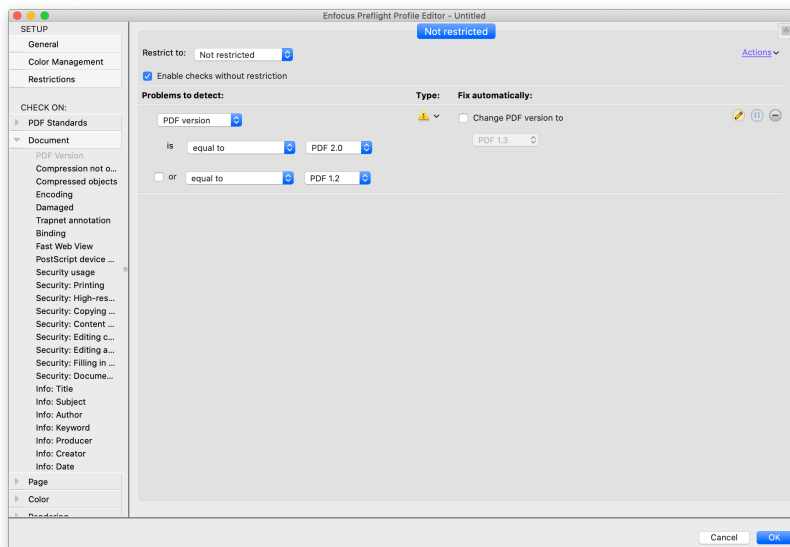 Enfocus Preflight Profile Editor - Untitled
SETUP
General
Color Management
Restrictions
CHECK ON:
PDF Standards
Document
PDF Version
Compression not o...
Compressed objects
Encoding
Damaged
Trapnet annotation
Binding
Fast Web View
PostScript device ...
Security usage
Security: Printing
Security: High-res...
Security: Copying ...
Security: Content ...
Security: Editing c...
Security: Editing a...
Security: Filling in ...
Security: Docume...
Info: Title
Info: Subject
Info: Author
Info: Keyword
Info: Producer
Info: Creator
Info: Date
Page
Color
Rendering
Not restricted
Restrict to: Not restricted Actions
Enable checks without restriction
Problems to detect: Type: Fix automatically:
PDF version Change PDF version to
is equal to PDF 2.0 PDF 1.3
or equal to PDF 1.2
Cancel OK